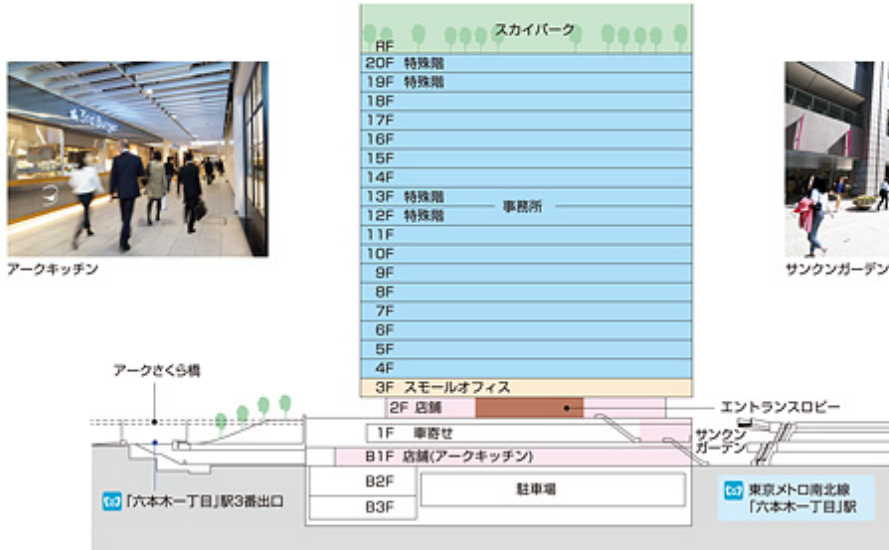 スカイパーク
RF
20F 特殊階
19F 特殊階
18F
17F
16F
15F
14F
13F 特殊階
事務所
12F 特殊階
11F
10F
9F
8F
7F
6F
5F
4F
3F スモールオフィス
2F 店舗
エントランスロビー
1F 車寄せ
サンクン
ガーデン
B1F 店舗(アークキッチン)
B2F
駐車場
B3F
3rd Burger
アークキッチン
サンクンガーデン
アークさくら橋
「六本木一丁目」駅3番出口
東京メトロ南北線
「六本木一丁目」駅